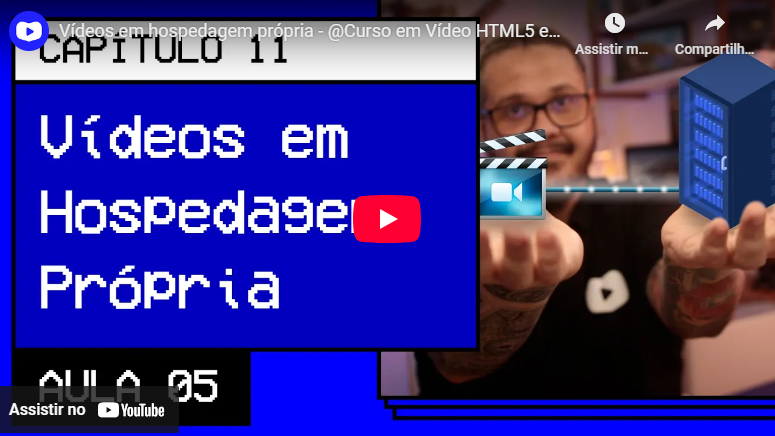 Vídeos em hospedagem própria - @Curso em Vídeo HTML5 e...
Assistir m...
Compartilh...
CAPÍTULO 11
Vídeos em
Hospedagem
Própria
AULA 05
Assistir no YouTube